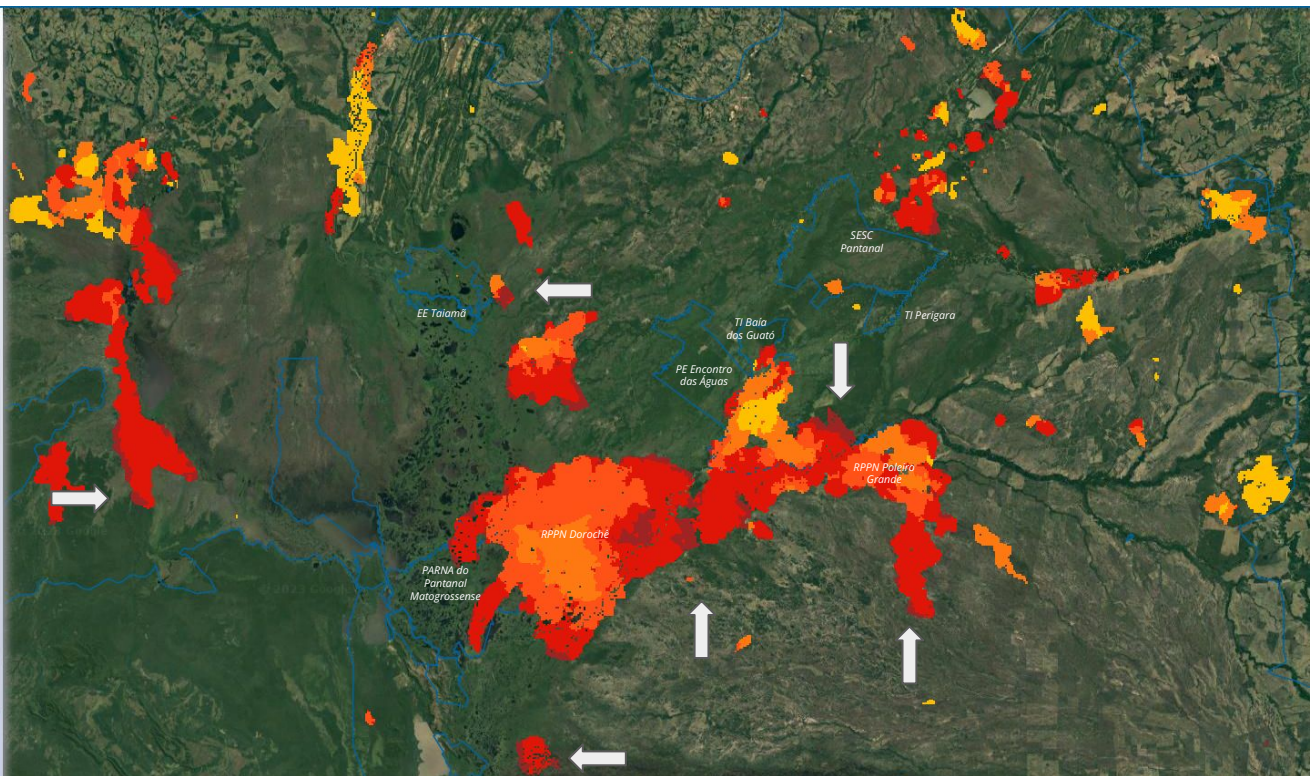 SESC
Pantanal
EE Taiamã
TI Perigara
TI Baía
dos Guató
PE Encontro
das Águas
RPPN Poleiro
Grande
RPPN Dorochê
PARNA do
Pantanal
Matogrossense